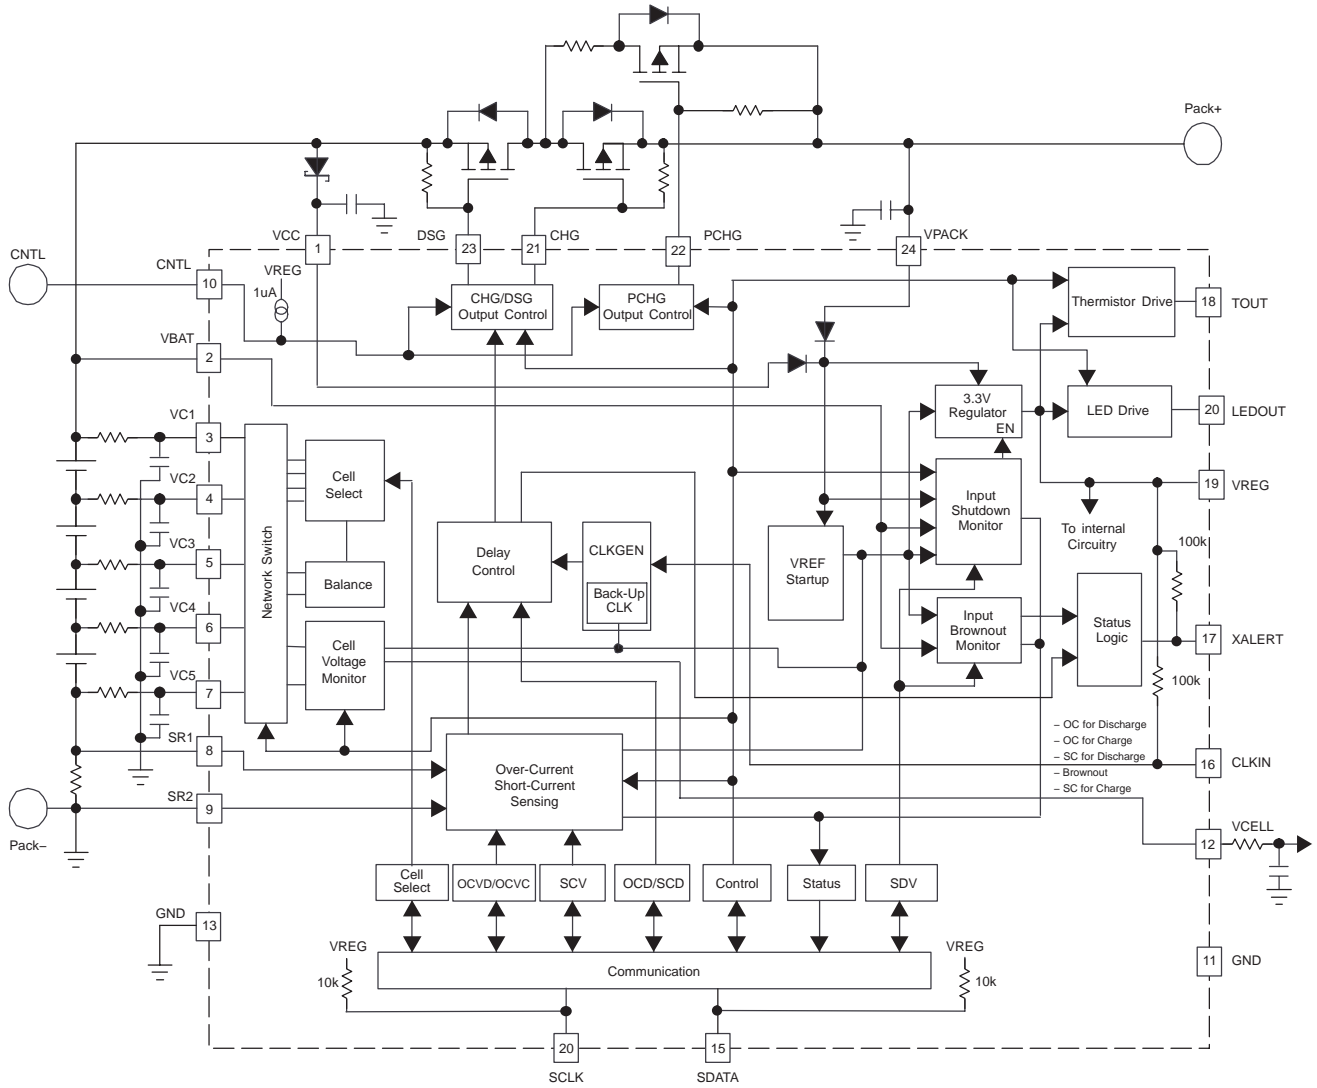 Pack+
CNTL
VCC
1
DSG
23
21
CHG
22
PCHG
24
VPACK
CNTL
10
VREG
1uA
CHG/DSG
Output Control
PCHG
Output Control
Thermistor Drive
18
TOUT
VBAT
2
3.3V
Regulator
EN
LED Drive
20
LEDOUT
VC1
3
VC2
4
VC3
5
VC4
6
VC5
7
Network Switch
Cell
Select
Balance
Cell
Voltage
Monitor
Delay
Control
CLKGEN
Back-Up
CLK
VREF
Startup
Input
Shutdown
Monitor
Input
Brownout
Monitor
19
VREG
To internal
Circuitry
100k
Status
Logic
17
XALERT
100k
SR1
8
SR2
9
Pack–
Over-Current
Short-Current
Sensing
– OC for Discharge
– OC for Charge
– SC for Discharge
– Brownout
– SC for Charge
16
CLKIN
12
VCELL
Cell
Select
OCVD/OCVC
SCV
OCD/SCD
Control
Status
SDV
GND
13
VREG
10k
Communication
VREG
10k
11
GND
20
SCLK
15
SDATA